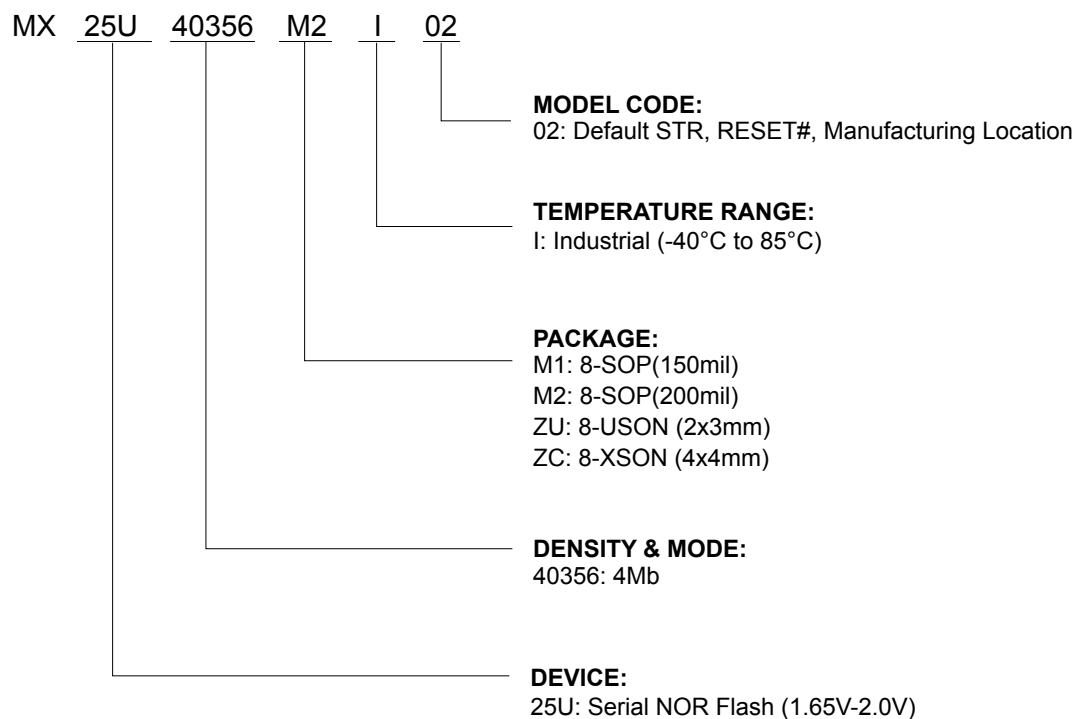 MX 25U 40356 M2 I 02
MODEL CODE:
02: Default STR, RESET#, Manufacturing Location
TEMPERATURE RANGE:
I: Industrial (-40°C to 85°C)
PACKAGE:
M1: 8-SOP(150mil)
M2: 8-SOP(200mil)
ZU: 8-USON (2x3mm)
ZC: 8-XSON (4x4mm)
DENSITY & MODE:
40356: 4Mb
DEVICE:
25U: Serial NOR Flash (1.65V-2.0V)